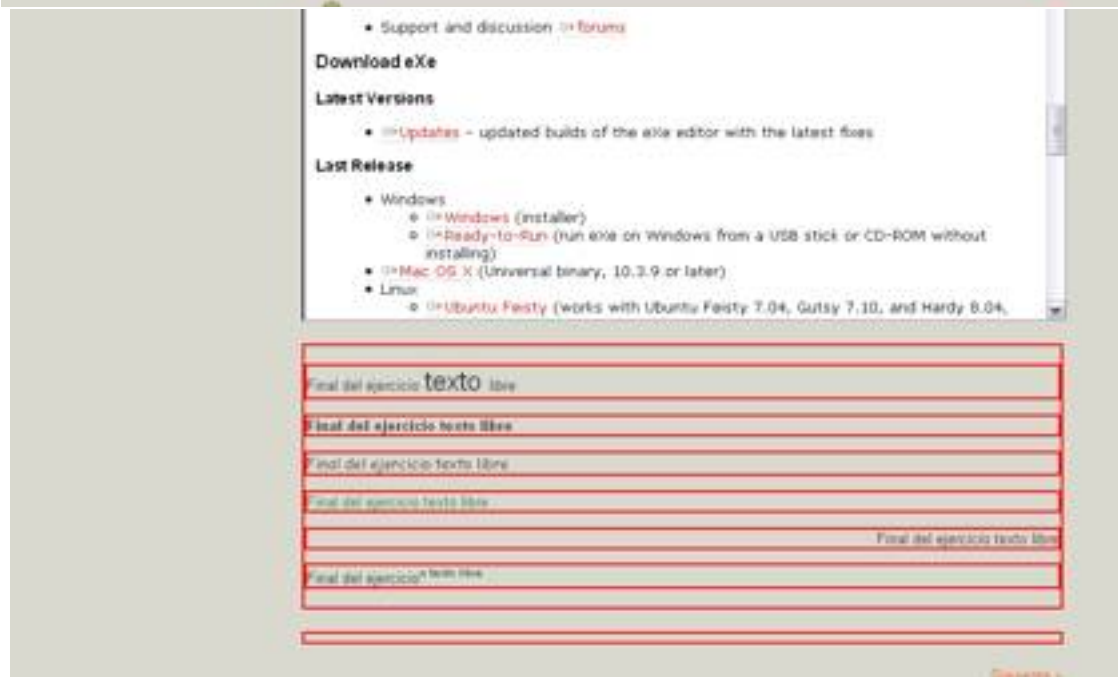 • Support and discussion forums
Download eXe
Latest Versions
• Updates – updated builds of the eXe editor with the latest fixes
Last Release
• Windows
Windows (installer)
Ready-to-Run (run eXe on Windows from a USB stick or CD-ROM without
installing)
• Mac OS X (Universal binary, 10.3.9 or later)
• Linux
Ubuntu Feisty (works with Ubuntu Feisty 7.04, Gutsy 7.10, and Hardy 8.04,
Final del ejercicio texto libre
Final del ejercicio texto libre
Final del ejercicio texto libre
Final del ejercicio texto libre
Final del ejercicio texto libre
Final del ejercicio texto libre